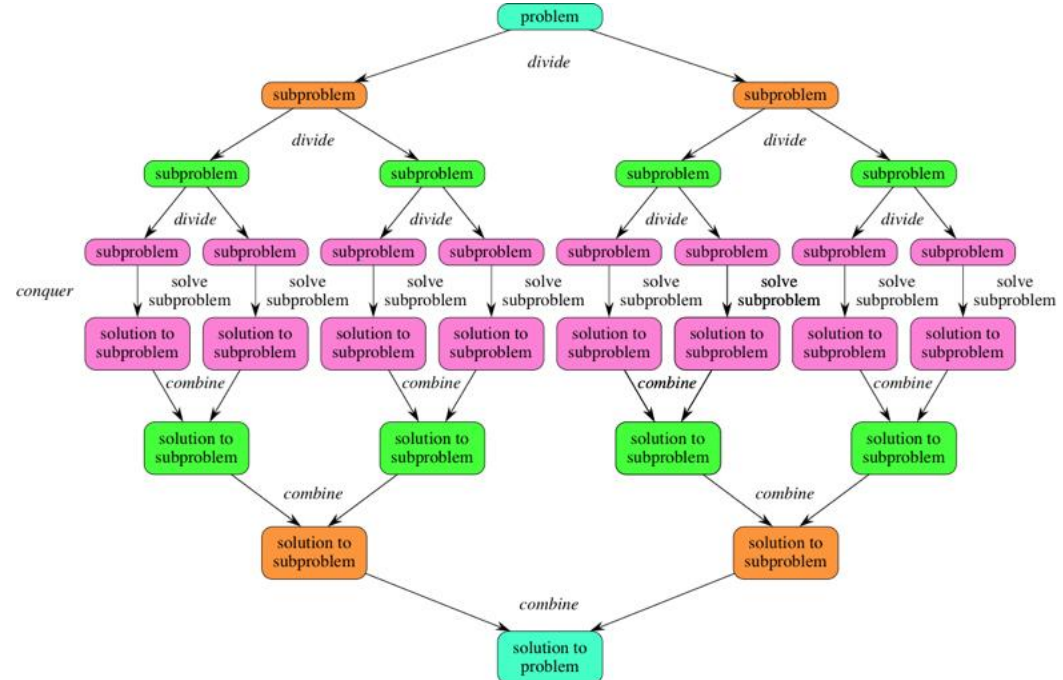 problem
divide
subproblem
subproblem
divide
divide
subproblem
subproblem
subproblem
subproblem
divide
divide
divide
divide
subproblem
subproblem
subproblem
subproblem
subproblem
subproblem
subproblem
subproblem
conquer
solve
subproblem
solve
subproblem
solve
subproblem
solve
subproblem
solve
subproblem
solve
subproblem
solve
subproblem
solve
subproblem
solution to
subproblem
solution to
subproblem
solution to
subproblem
solution to
subproblem
solution to
subproblem
solution to
subproblem
solution to
subproblem
solution to
subproblem
combine
combine
combine
combine
solution to
subproblem
solution to
subproblem
solution to
subproblem
solution to
subproblem
combine
combine
solution to
subproblem
solution to
subproblem
combine
solution to
problem